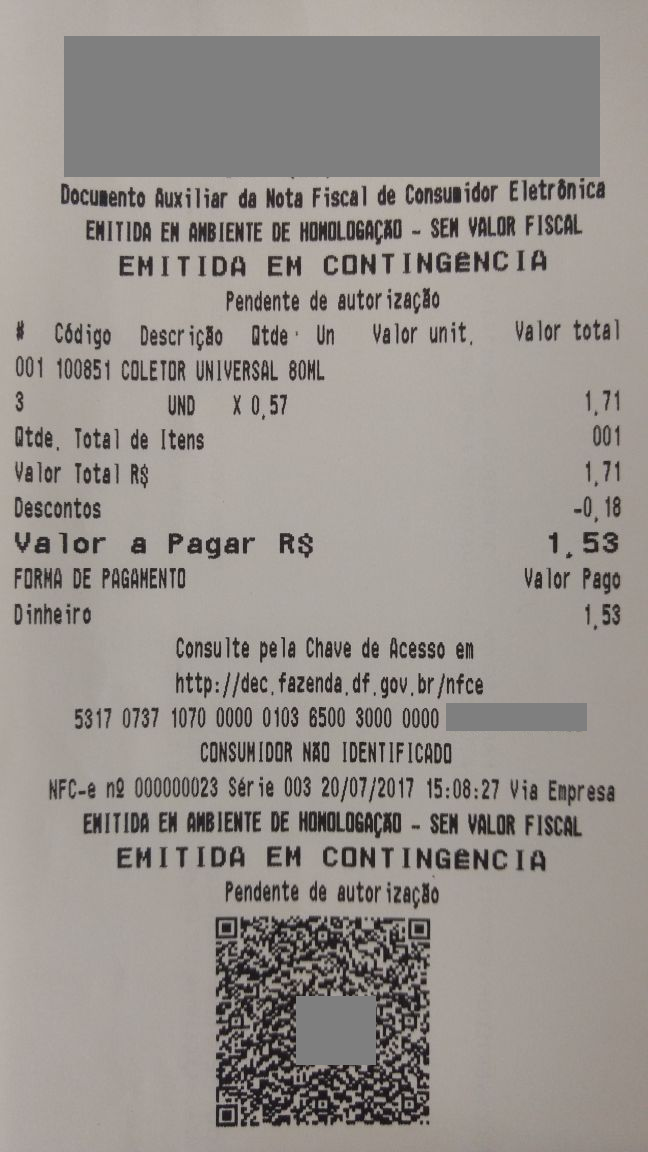 Documento Auxiliar da Nota Fiscal de Consumidor Eletrônica
EMITIDA EM AMBIENTE DE HOMOLOGAÇÃO - SEM VALOR FISCAL
EMITIDA EM CONTINGÊNCIA
Pendente de autorização
# Código Descrição Qtde Un Valor unit. Valor total
001 100851 COLETOR UNIVERSAL 80ML
3 UND X 0,57 1,71
Qtde. Total de Itens 001
Valor Total R$ 1,71
Descontos -0,18
Valor a Pagar R$ 1,53
FORMA DE PAGAMENTO Valor Pago
Dinheiro 1,53
Consulte pela Chave de Acesso em
http://dec.fazenda.df.gov.br/nfce
5317 0737 1070 0000 0103 6500 3000 0000
CONSUMIDOR NÃO IDENTIFICADO
NFC-e nº 000000023 Série 003 20/07/2017 15:08:27 Via Empresa
EMITIDA EM AMBIENTE DE HOMOLOGAÇÃO - SEM VALOR FISCAL
EMITIDA EM CONTINGÊNCIA
Pendente de autorização